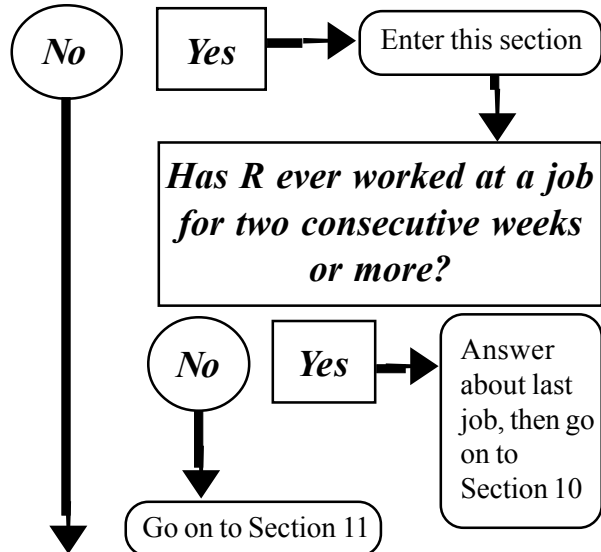 No
Yes
Enter this section
Has R ever worked at a job
for two consecutive weeks
or more?
No
Yes
Answer
about last
job, then go
on to
Section 10
Go on to Section 11